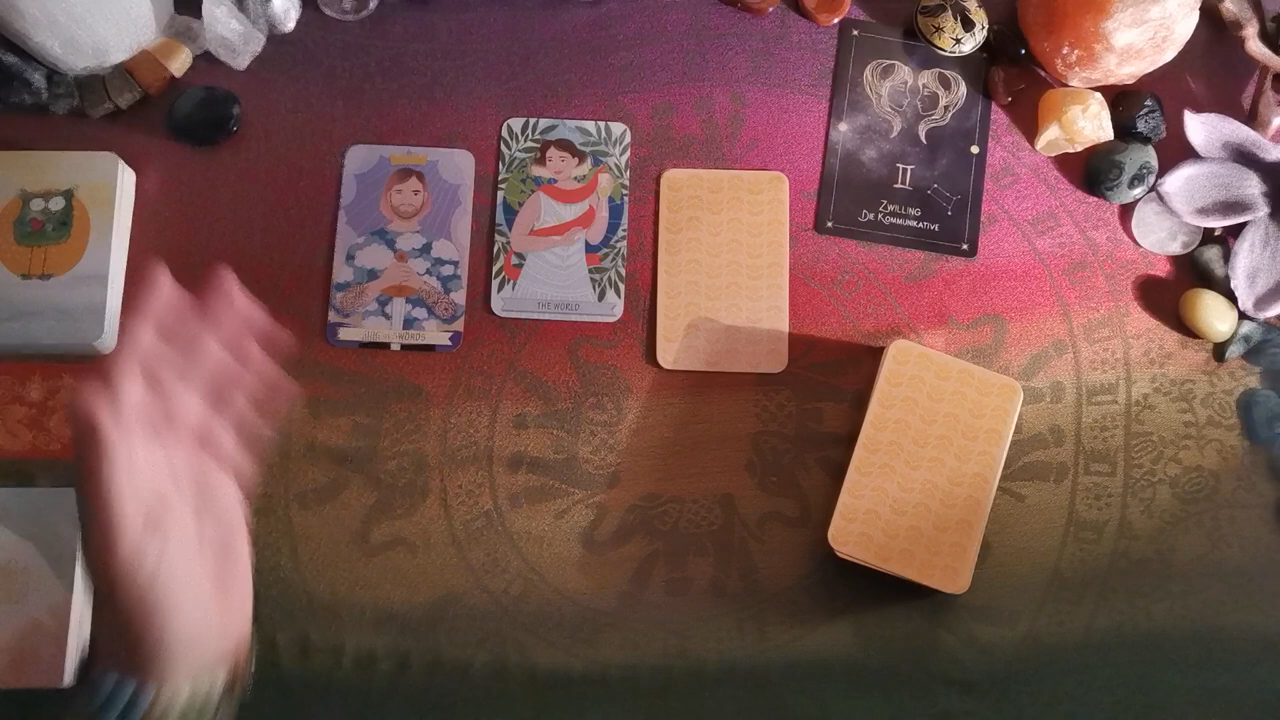 KING OF SWORDS
THE WORLD
II
ZWILLING
DIE KOMMUNIKATIVE